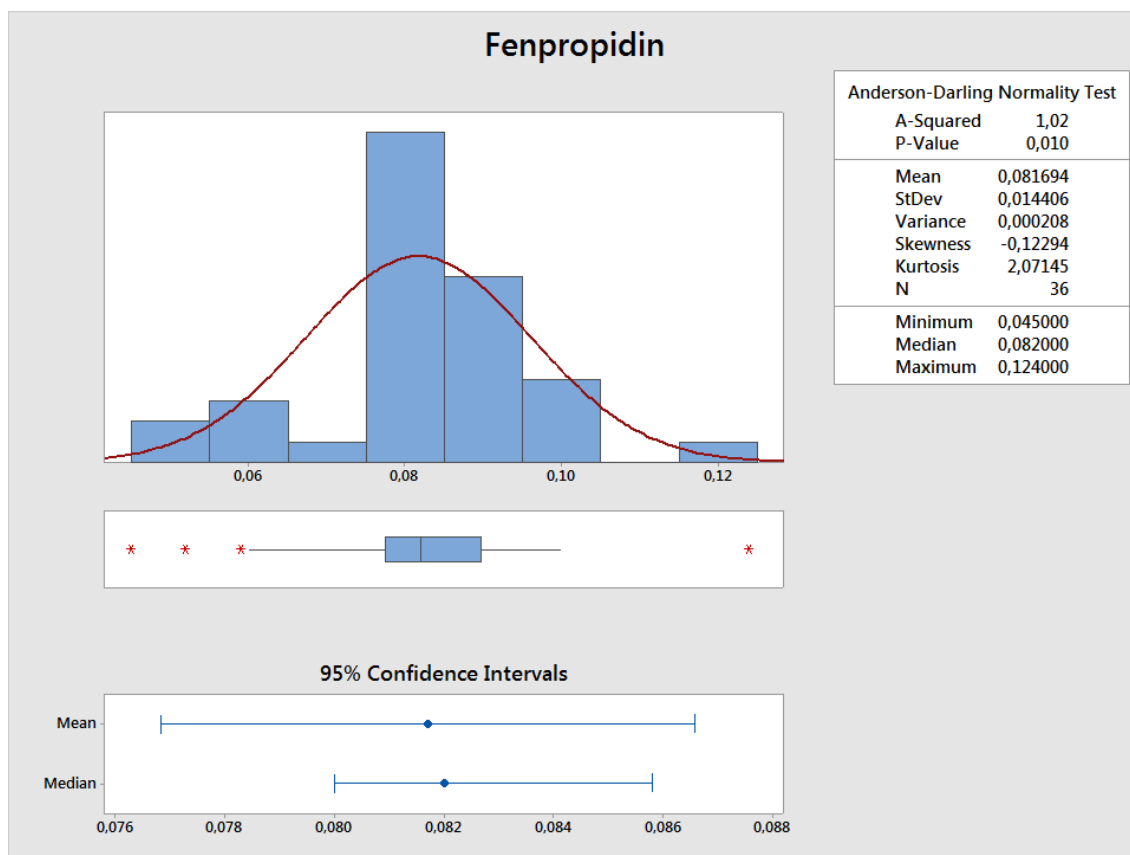 Fenpropidin
Anderson-Darling Normality Test
A-Squared 1,02
P-Value 0,010
Mean 0,081694
StDev 0,014406
Variance 0,000208
Skewness -0,12294
Kurtosis 2,07145
N 36
Minimum 0,045000
Median 0,082000
Maximum 0,124000
0,06 0,08 0,10 0,12
95% Confidence Intervals
Mean
Median
0,076 0,078 0,080 0,082 0,084 0,086 0,088